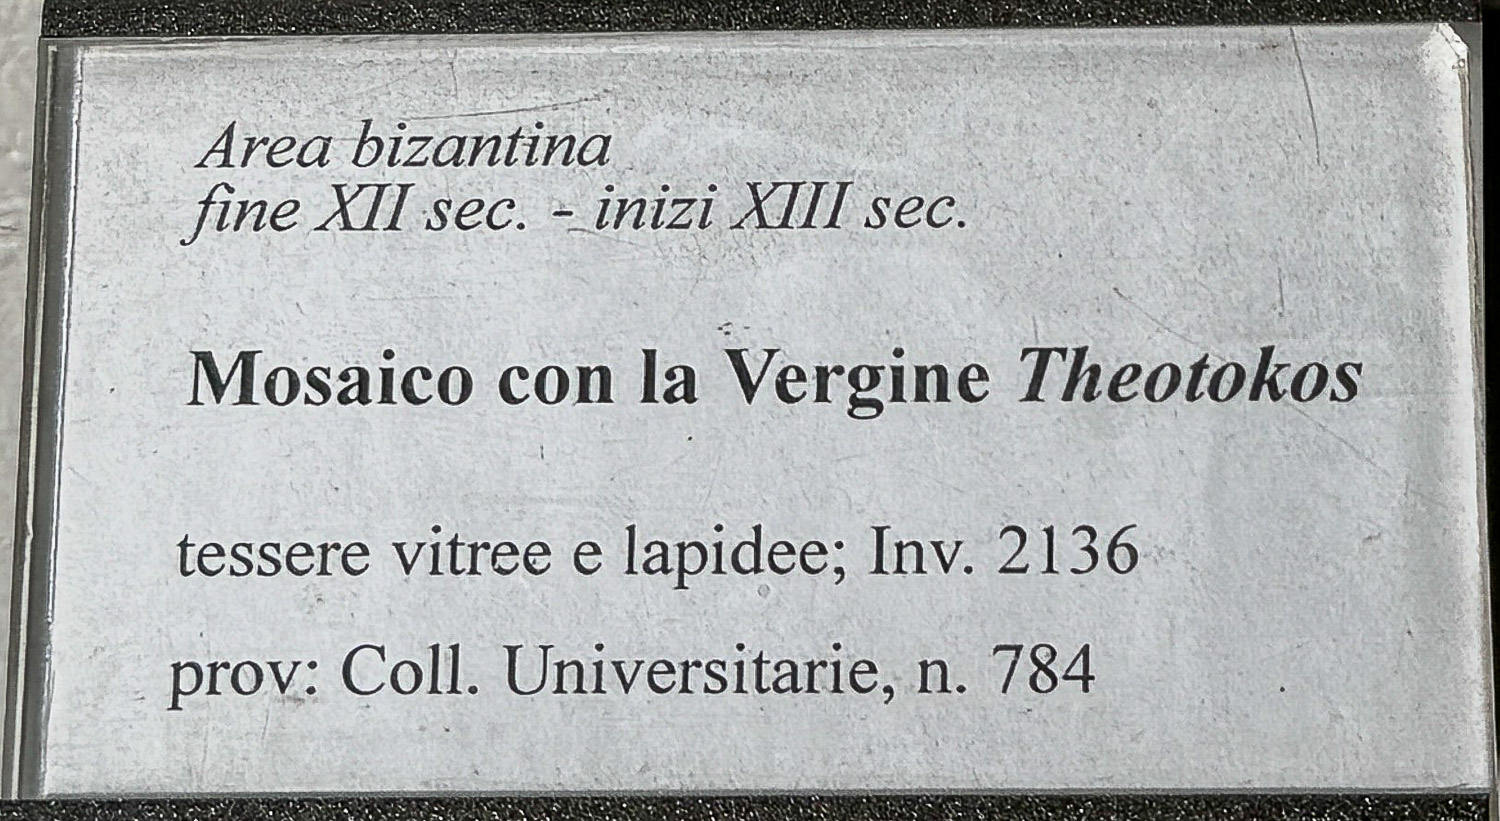 Area bizantina
fine XII sec. - inizi XIII sec.
Mosaico con la Vergine Theotokos
tessere vitree e lapidee; Inv. 2136
prov: Coll. Universitarie, n. 784